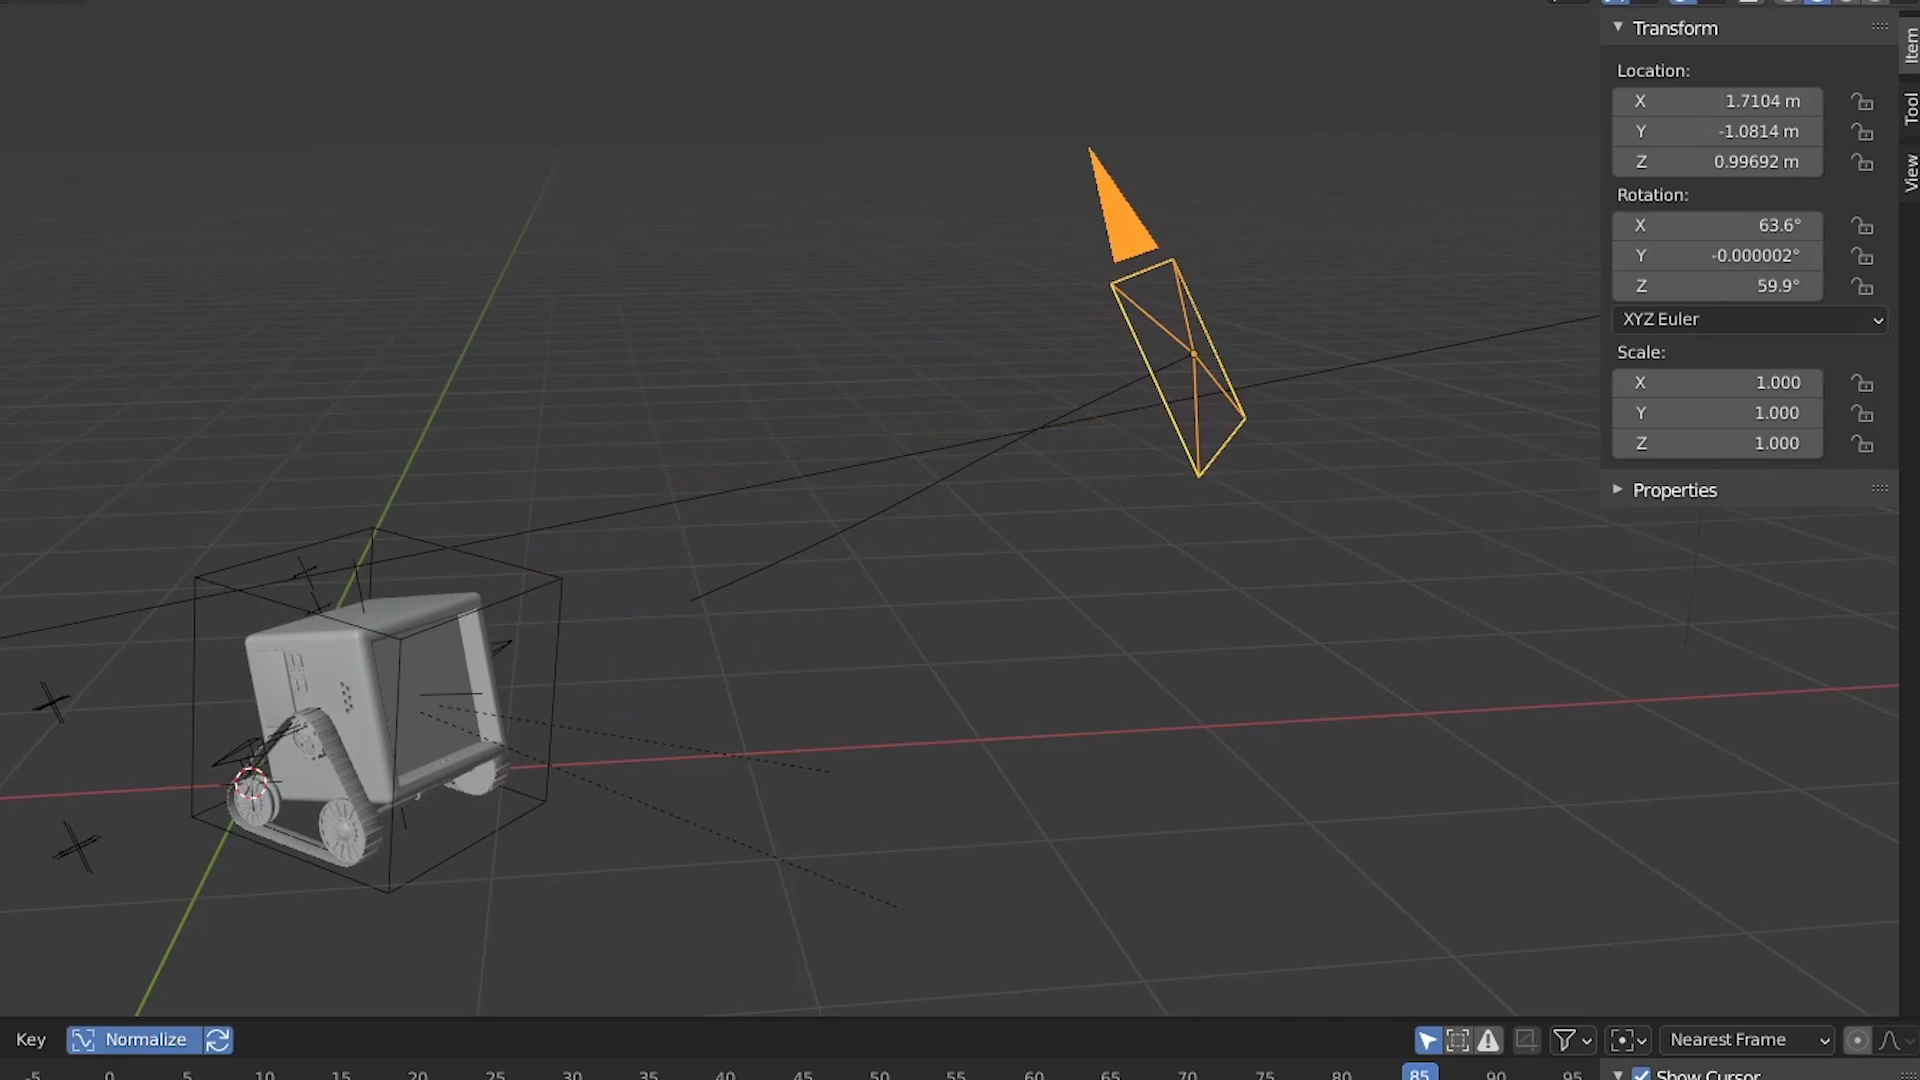 Transform
Item
Location:
X 1.7104 m
Y -1.0814 m
Tool
Z 0.99692 m
View
Rotation:
X 63.6°
Y -0.000002°
Z 59.9°
XYZ Euler
Scale:
X 1.000
Y 1.000
Z 1.000
Properties
Key Normalize Nearest Frame
-5 0 5 10 15 20 25 30 35 40 45 50 55 60 65 70 75 80 85 90 95 Show Cursor